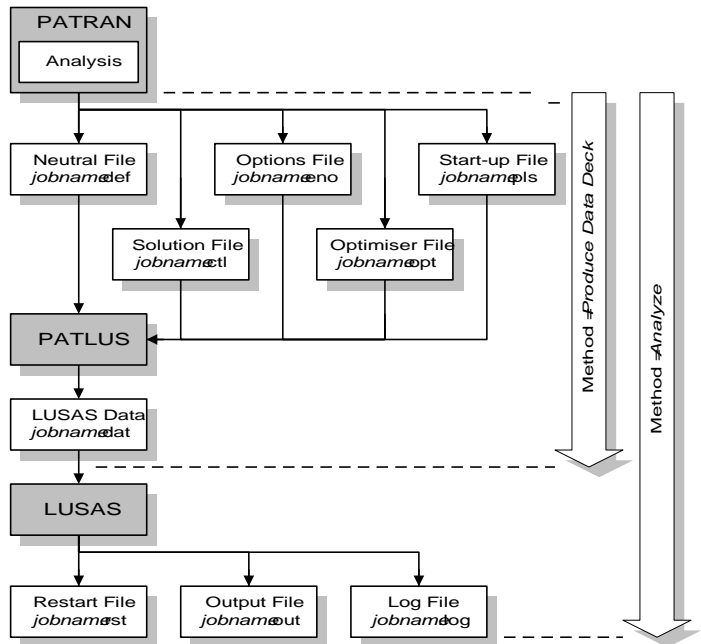 PATRAN
Analysis
Neutral File
jobname.def
Options File
jobname.eno
Start-up File
jobname.pls
Solution File
jobname.ctl
Optimiser File
jobname.opt
PATLUS
LUSAS Data
jobname.dat
LUSAS
Restart File
jobname.rst
Output File
jobname.out
Log File
jobname.log
Method =Produce Data Deck
Method =Analyze